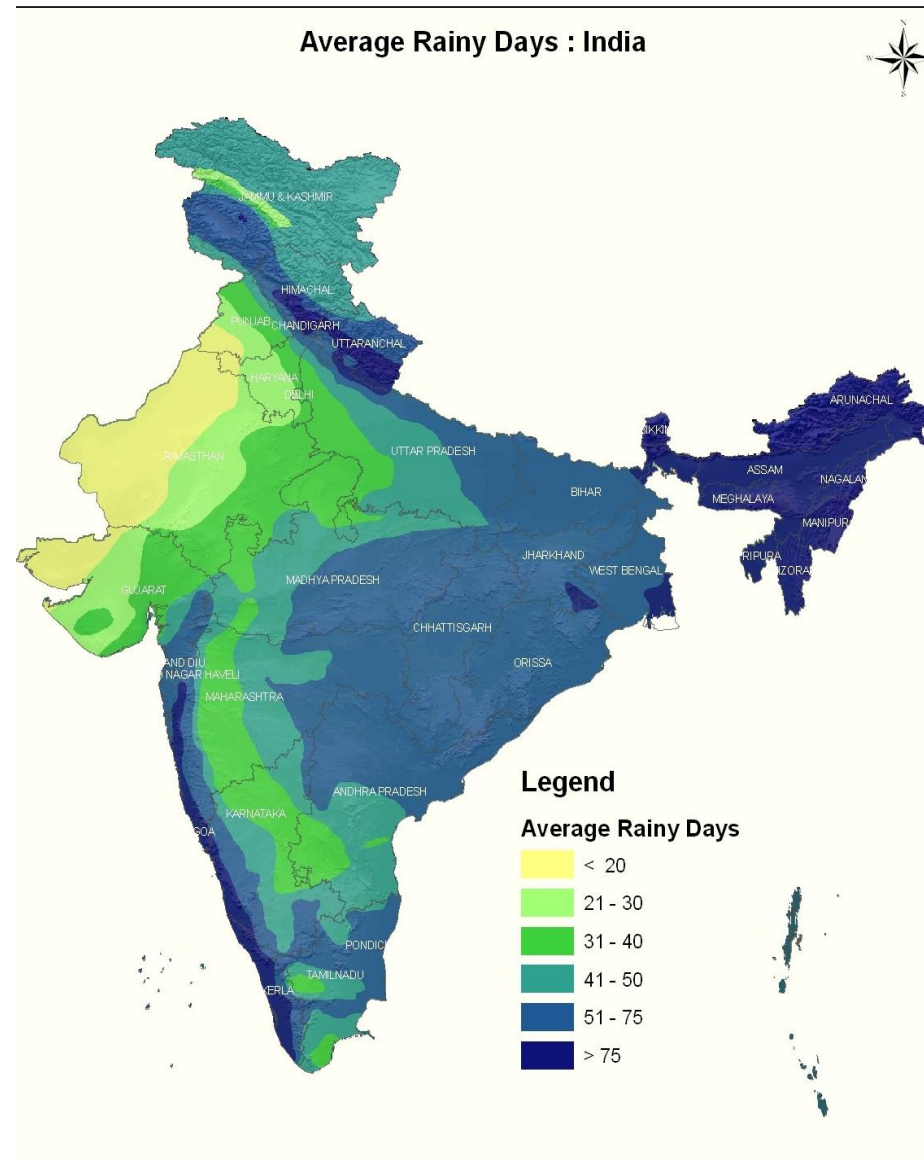 Average Rainy Days : India
N
W
S
JAMMU & KASHMIR
HIMACHAL
PUNJAB
CHANDIGARH
UTTARANCHAL
HARYANA
DELHI
ARUNACHAL
RAJASTHAN
UTTAR PRADESH
IKKIN
ASSAM
NAGALAN
BIHAR
MEGHALAYA
MANIPUR
JHARKHAND
RIPURA
WEST BENGAL
IZORA
MADHYA PRADESH
GUJARAT
CHHATTISGARH
AND DIU
ORISSA
NAGAR HAVELI
MAHARASHTRA
ANDHRA PRADESH
KARNATAKA
GOA
PONDIC
TAMILNADU
KERLA
Legend
Average Rainy Days
< 20
21 - 30
31 - 40
41 - 50
51 - 75
> 75